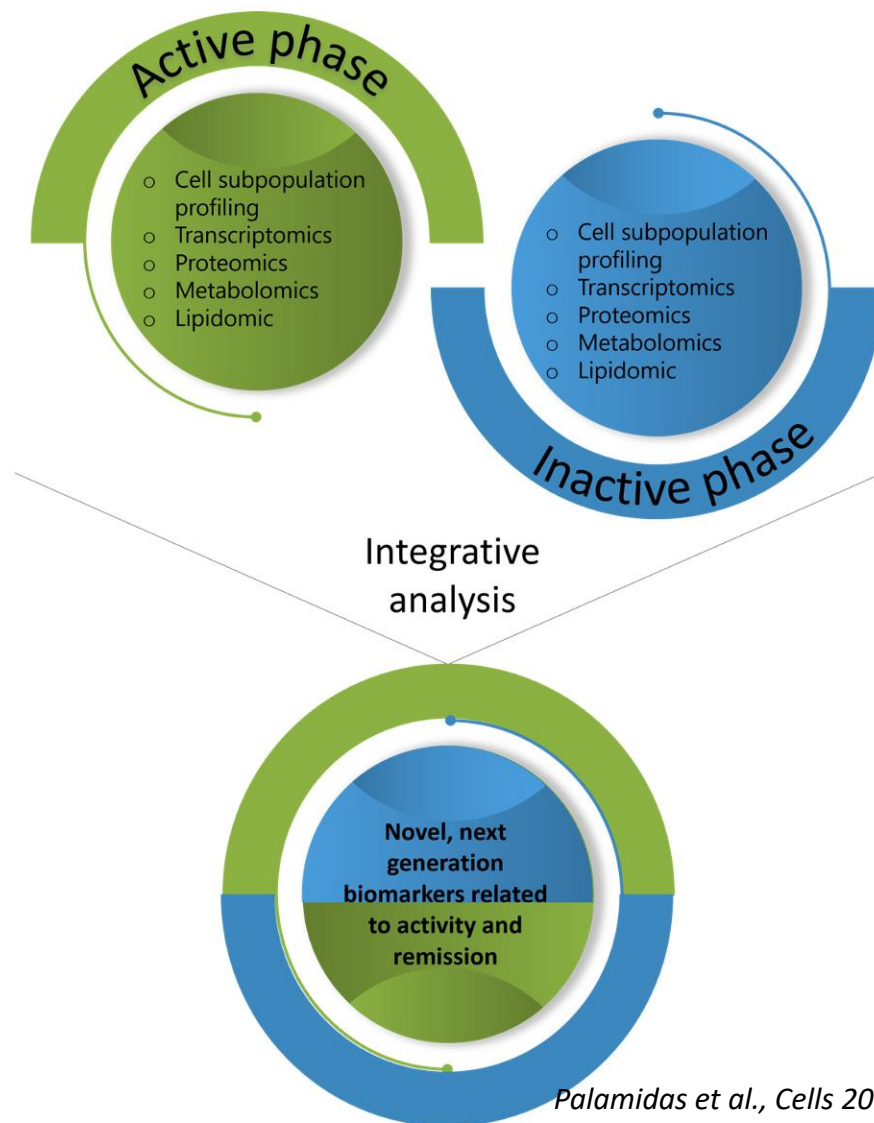 Active phase
o Cell subpopulation
profiling
o Transcriptomics
o Proteomics
o Metabolomics
o Lipidomic
o Cell subpopulation
profiling
o Transcriptomics
o Proteomics
o Metabolomics
o Lipidomic
Inactive phase
Integrative
analysis
Novel, next
generation
biomarkers related
to activity and
remission
Palamidas et al., Cells 20